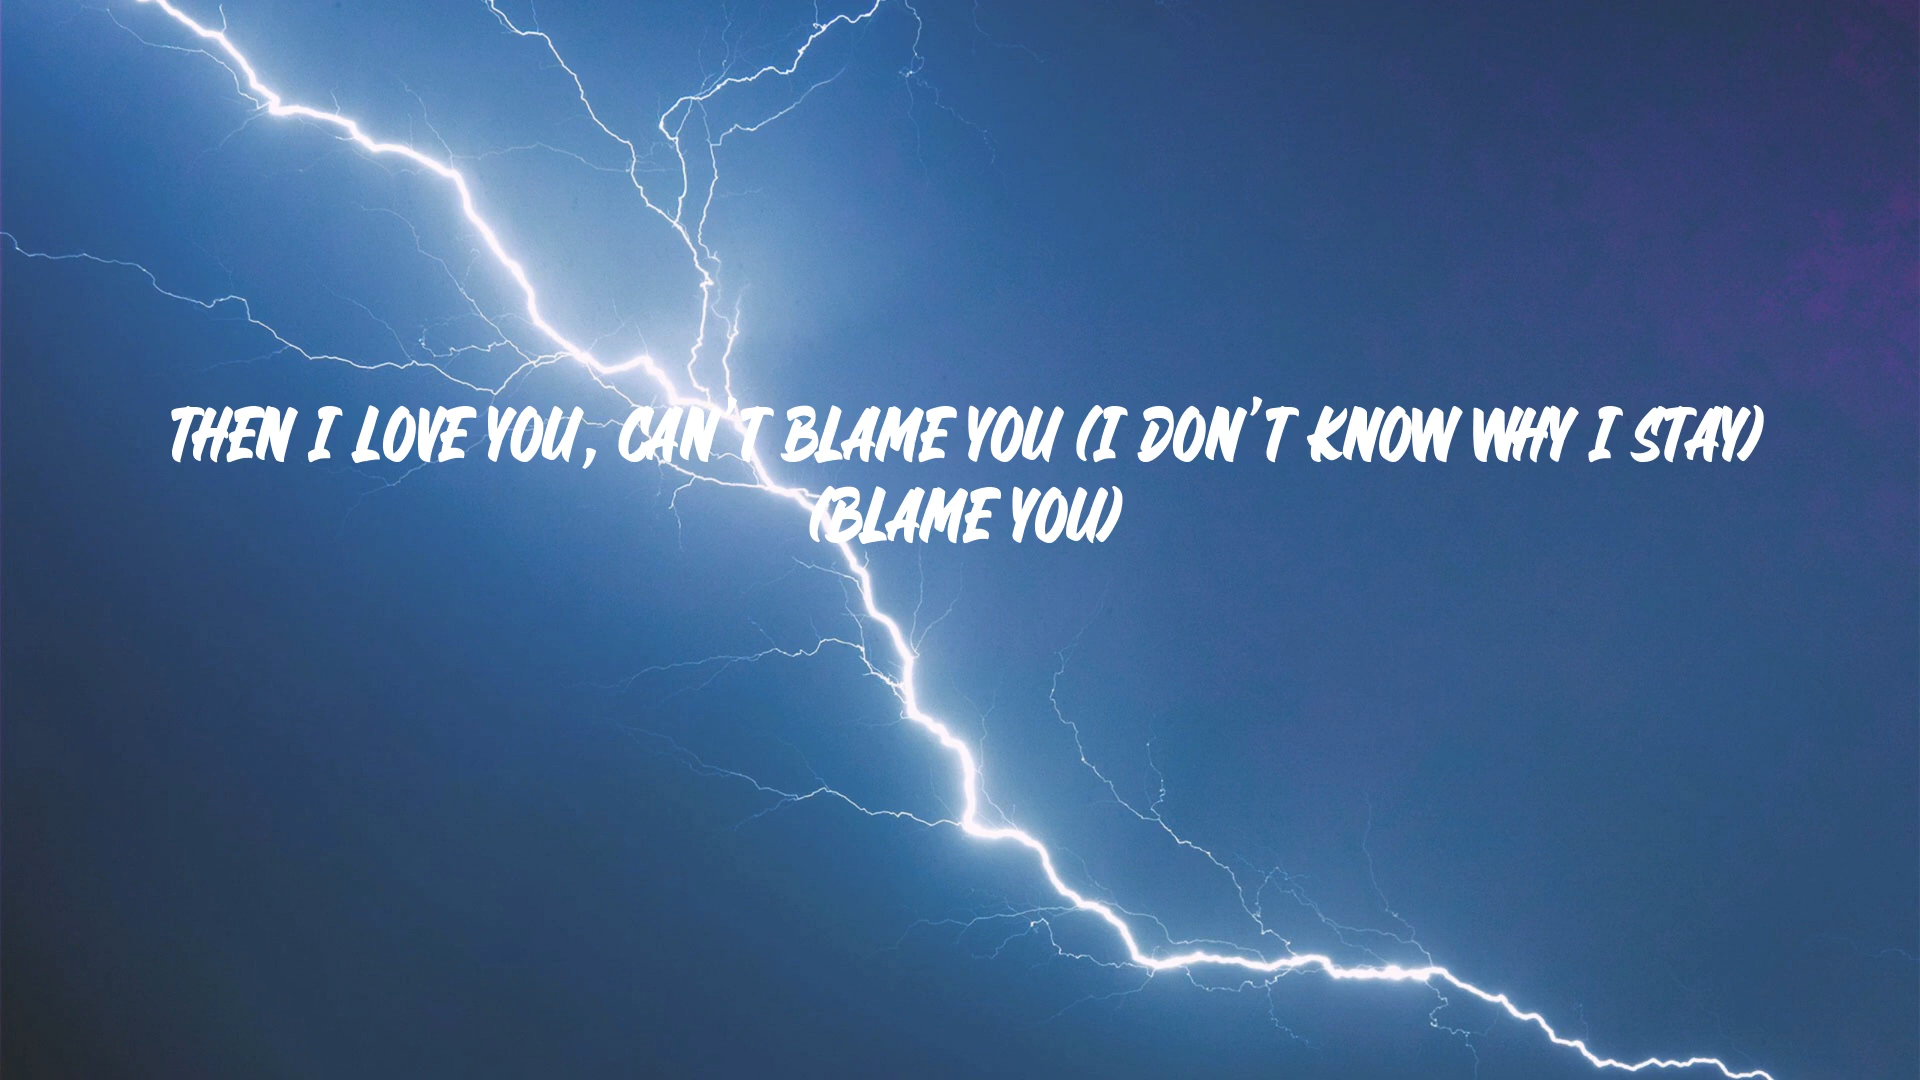 THEN I LOVE YOU, CAN'T BLAME YOU (I DON'T KNOW WHY I STAY)
(BLAME YOU)